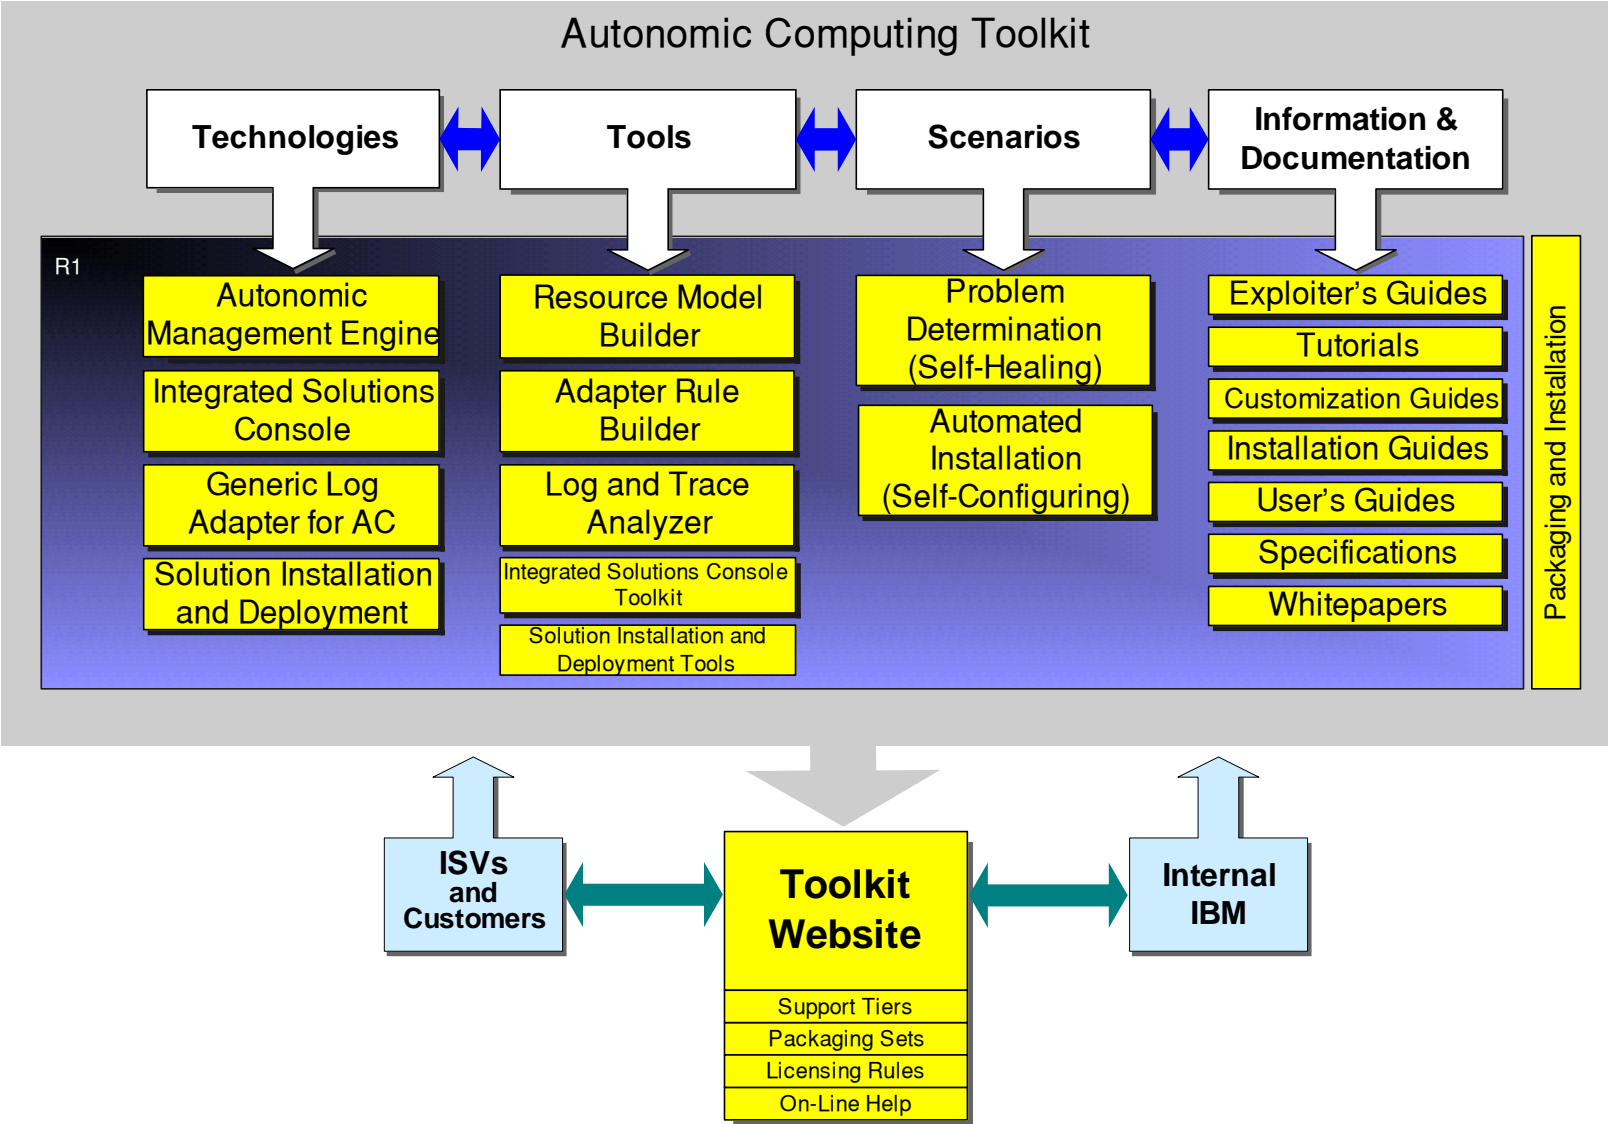 Autonomic Computing Toolkit
Technologies
Tools
Scenarios
Information &
Documentation
R1
Autonomic
Management Engine
Integrated Solutions
Console
Generic Log
Adapter for AC
Solution Installation
and Deployment
Resource Model
Builder
Adapter Rule
Builder
Log and Trace
Analyzer
Integrated Solutions Console
Toolkit
Solution Installation and
Deployment Tools
Problem
Determination
(Self-Healing)
Automated
Installation
(Self-Configuring)
Exploiter’s Guides
Tutorials
Customization Guides
Installation Guides
User’s Guides
Specifications
Whitepapers
Packaging and Installation
ISVs
and
Customers
Toolkit
Website
Support Tiers
Packaging Sets
Licensing Rules
On-Line Help
Internal
IBM